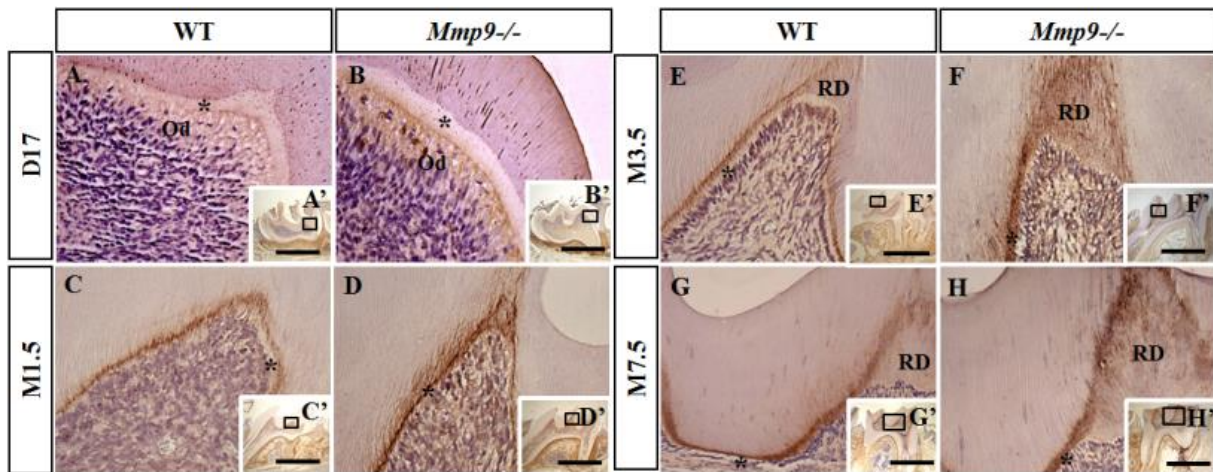 WT
Mmp9-/-
WT
Mmp9-/-
D17
A
*
Od
A’
B
*
Od
B’
M3.5
E
RD
*
E’
F
RD
*
F’
M1.5
C
*
C’
D
*
D’
M7.5
G
RD
*
G’
H
RD
*
H’